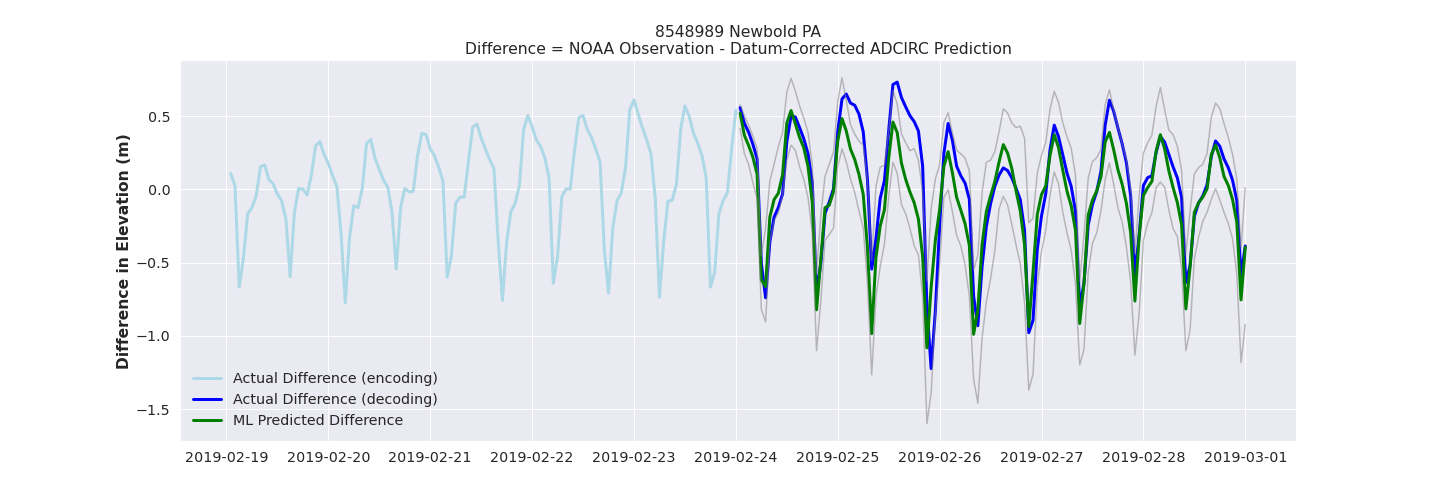 8548989 Newbold PA
Difference = NOAA Observation - Datum-Corrected ADCIRC Prediction
Difference in Elevation (m)
0.5
0.0
−0.5
−1.0
−1.5
Actual Difference (encoding)
Actual Difference (decoding)
ML Predicted Difference
2019-02-19 2019-02-20 2019-02-21 2019-02-22 2019-02-23 2019-02-24 2019-02-25 2019-02-26 2019-02-27 2019-02-28 2019-03-01